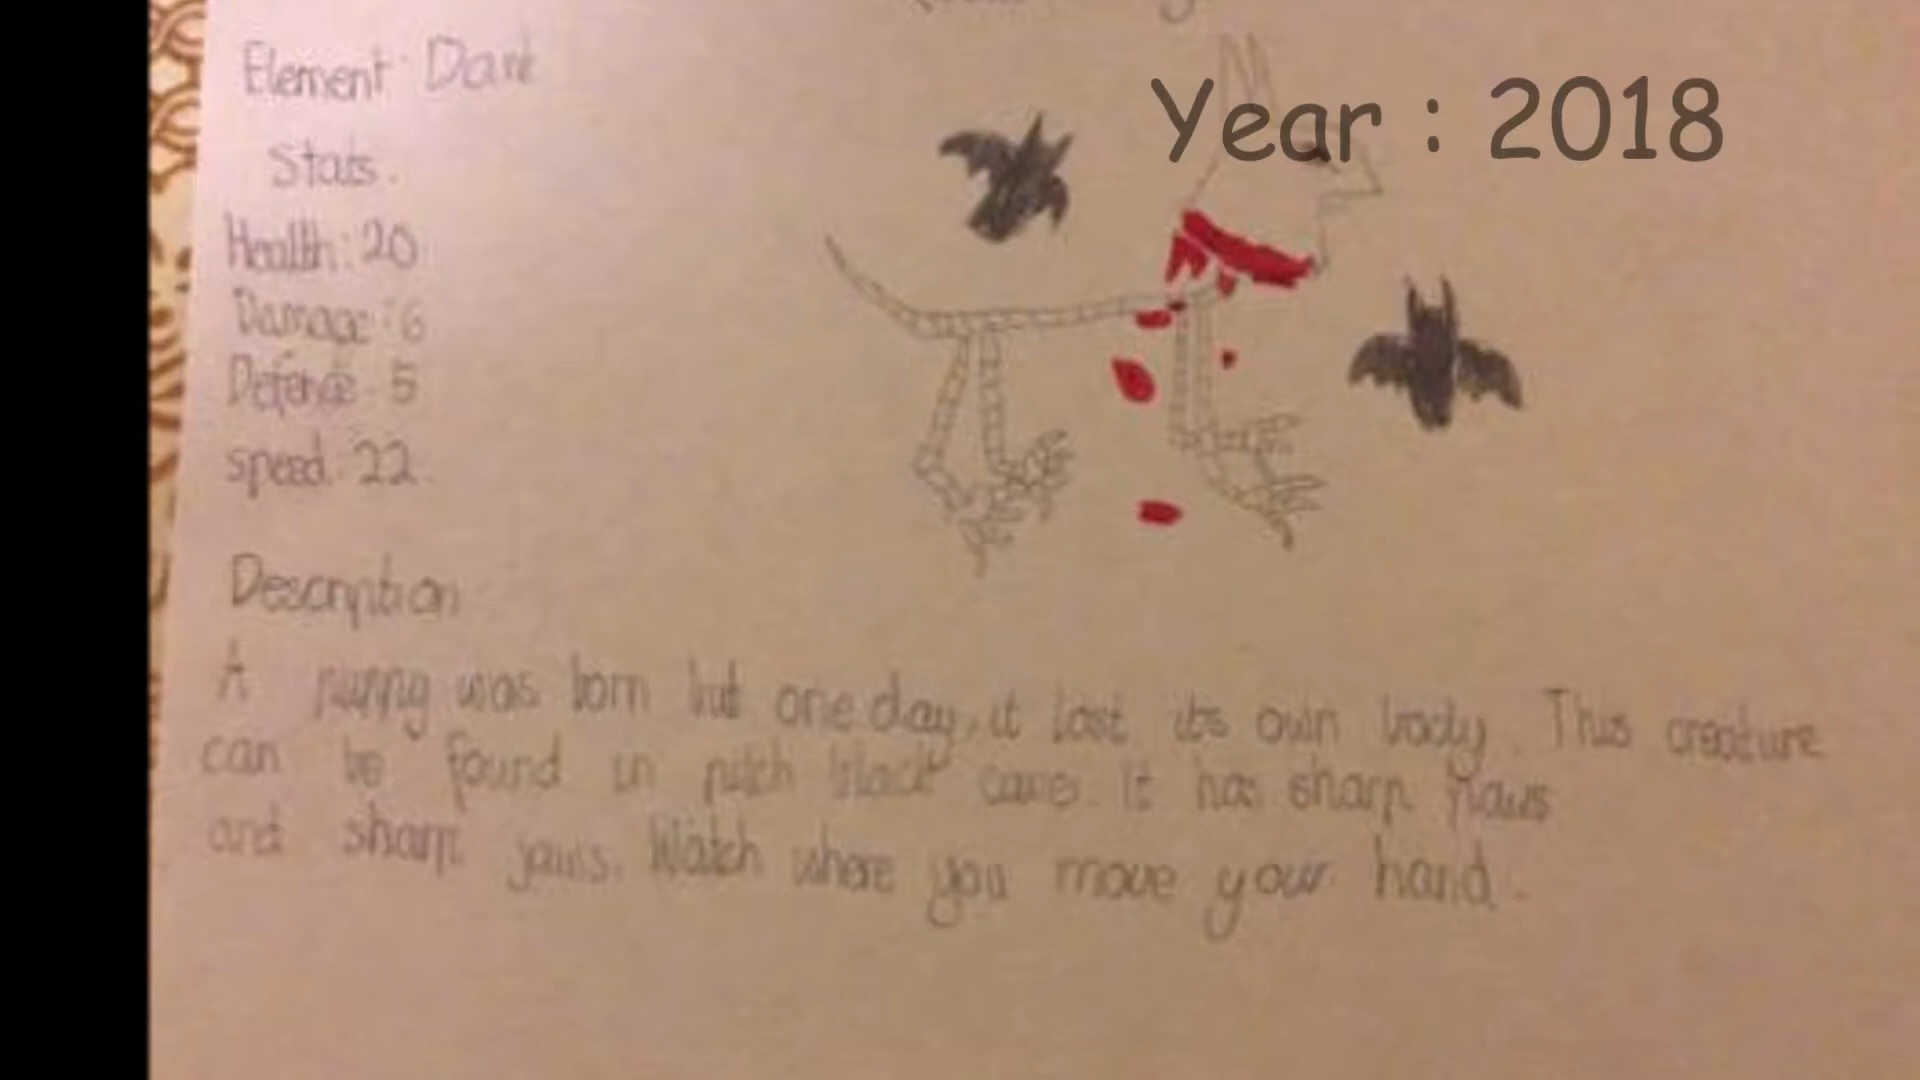 Element: Dark
Year : 2018
Stats.
Health: 20
Damage: 6
Defence: 5
speed: 22.
Description
A was born but one day, it lost its own body. This creature
can be found in pitch black caves. It has sharp
and sharp jaws. Watch where you move your hand.